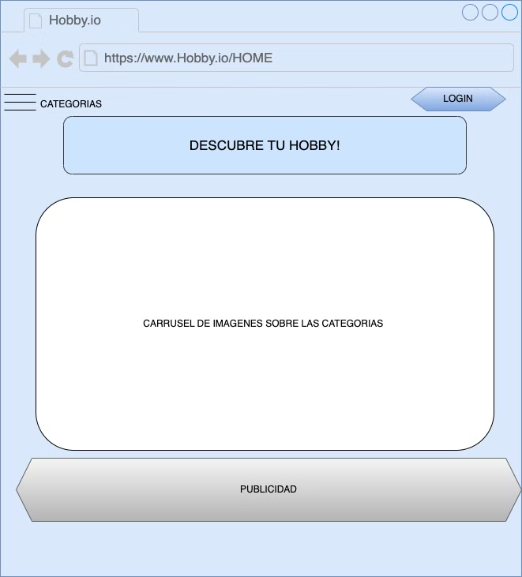 Hobby.io
https://www.Hobby.io/HOME
CATEGORIAS
LOGIN
DESCUBRE TU HOBBY!
CARRUSEL DE IMAGENES SOBRE LAS CATEGORIAS
PUBLICIDAD